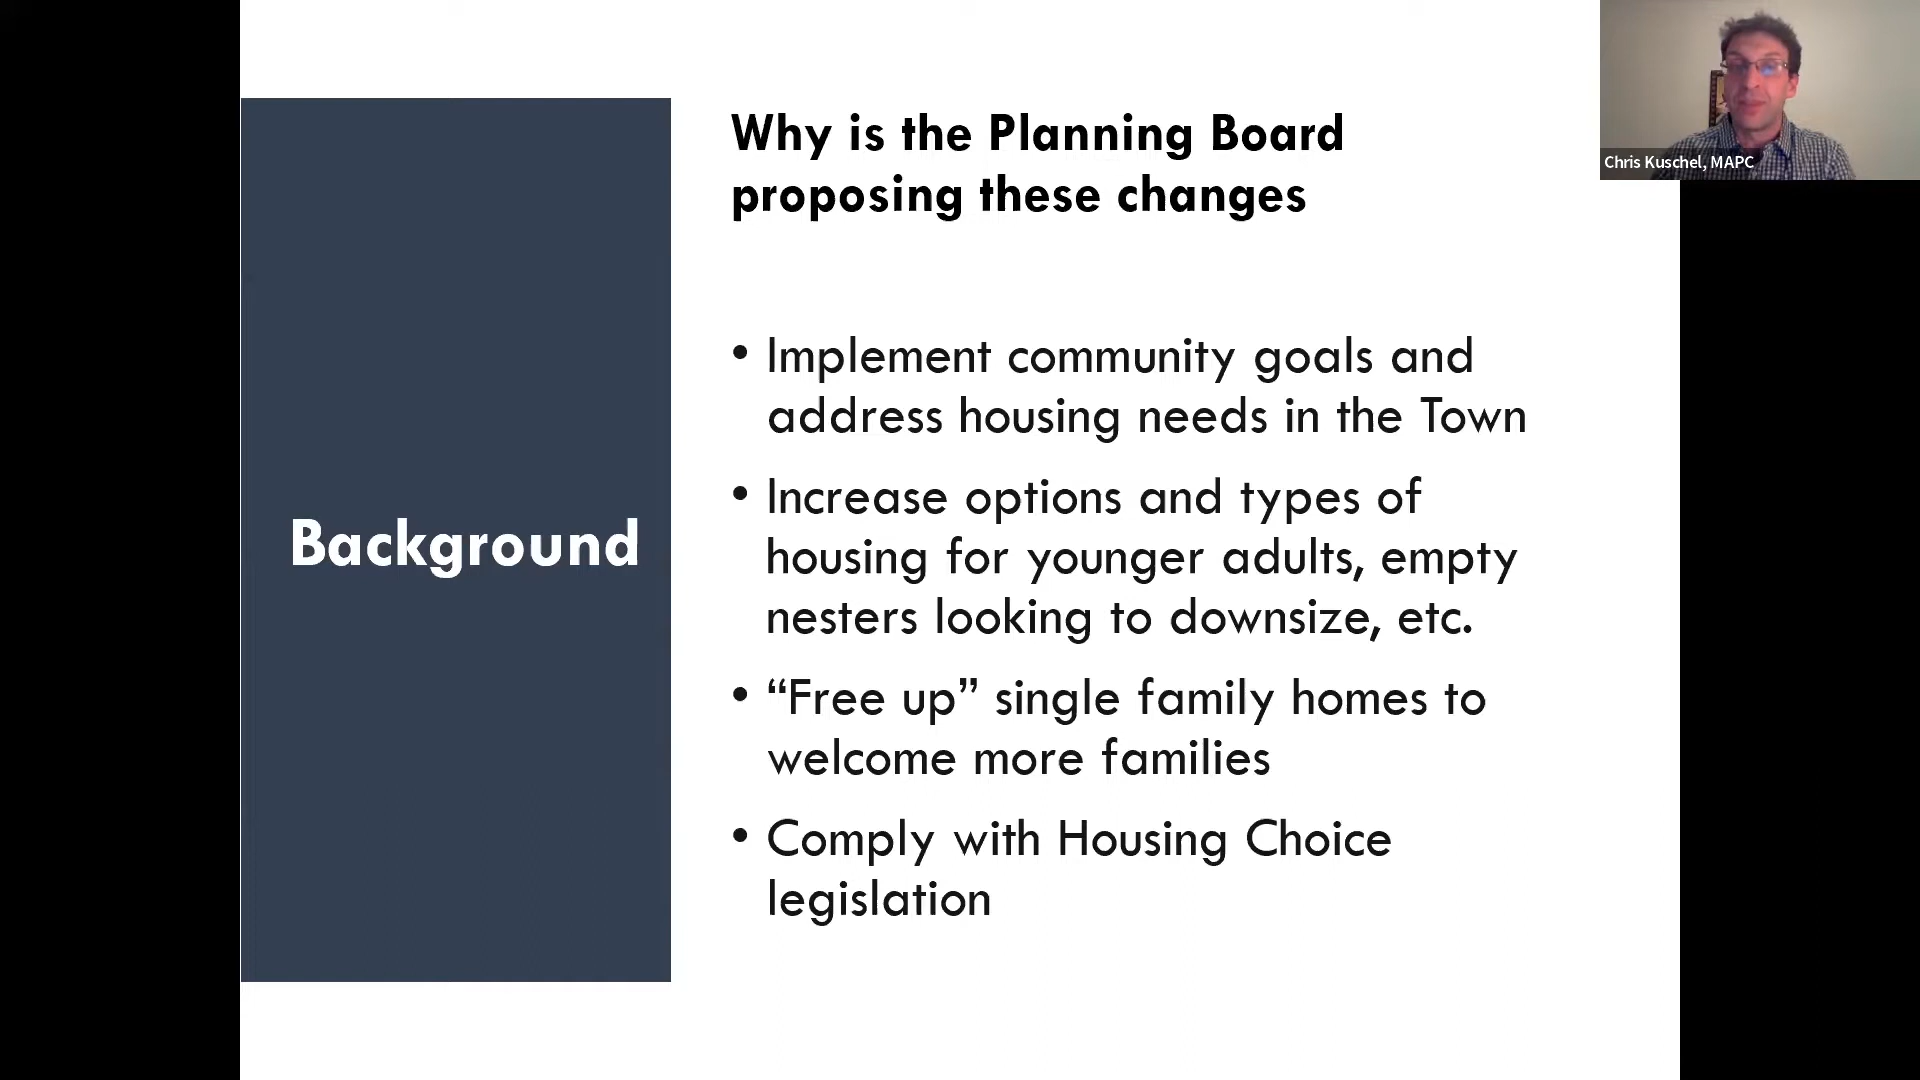 Why is the Planning Board
proposing these changes
Background
• Implement community goals and
address housing needs in the Town
• Increase options and types of
housing for younger adults, empty
nesters looking to downsize, etc.
• “Free up” single family homes to
welcome more families
• Comply with Housing Choice
legislation
Chris Kuschel, MAPC